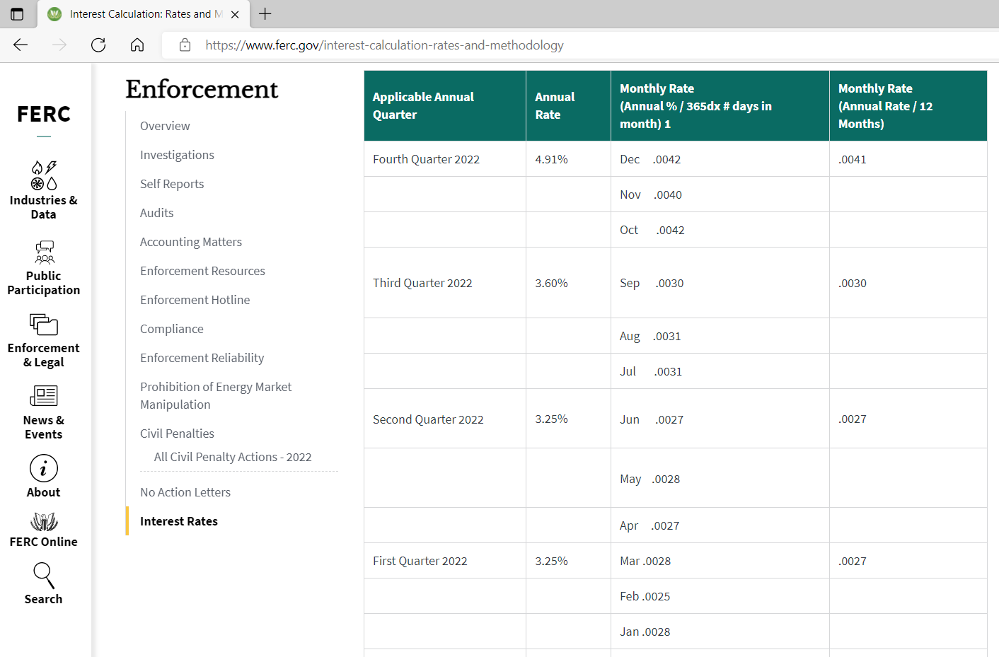 Interest Calculation: Rates and M
https://www.ferc.gov/interest-calculation-rates-and-methodology
FERC
Industries &
Data
Public
Participation
Enforcement
& Legal
News &
Events
About
FERC Online
Search
Enforcement
Overview
Investigations
Self Reports
Audits
Accounting Matters
Enforcement Resources
Enforcement Hotline
Compliance
Enforcement Reliability
Prohibition of Energy Market
Manipulation
Civil Penalties
All Civil Penalty Actions - 2022
No Action Letters
Interest Rates
Applicable Annual
Quarter
Annual
Rate
Monthly Rate
(Annual % / 365dx # days in
month) 1
Monthly Rate
(Annual Rate / 12
Months)
Fourth Quarter 2022 4.91% Dec .0042 .0041
Nov .0040
Oct .0042
Third Quarter 2022 3.60% Sep .0030 .0030
Aug .0031
Jul .0031
Second Quarter 2022 3.25% Jun .0027 .0027
May .0028
Apr .0027
First Quarter 2022 3.25% Mar .0028 .0027
Feb .0025
Jan .0028